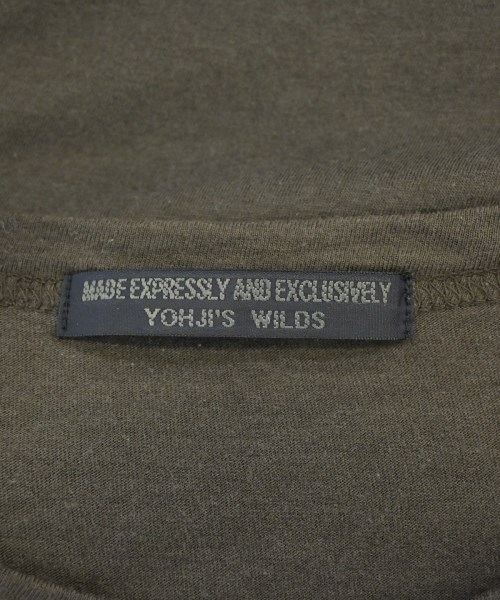 MADE EXPRESSLY AND EXCLUSIVELY
YOHJI'S WILDS